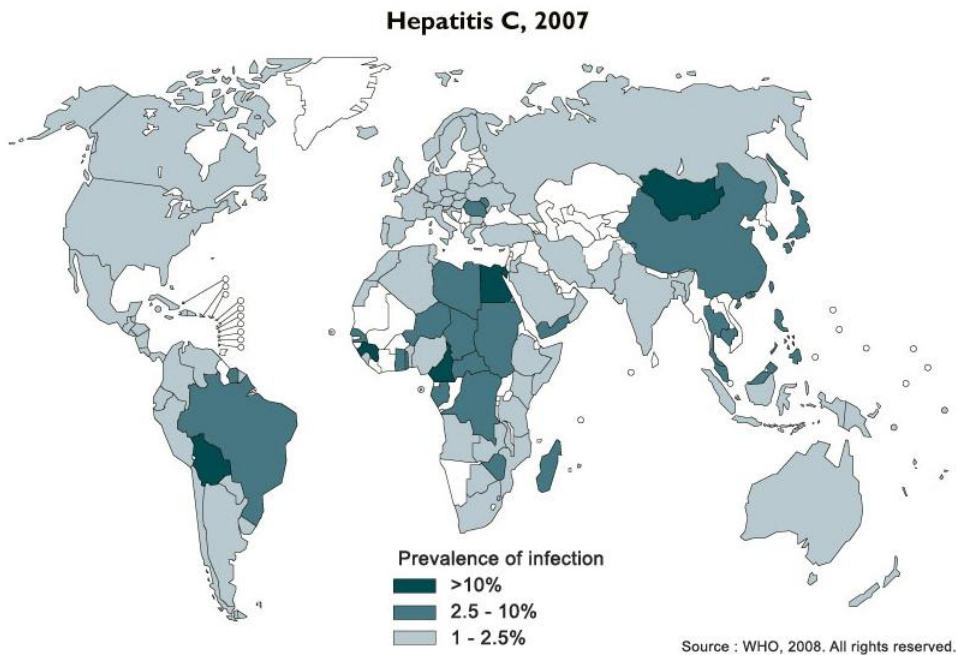 Hepatitis C, 2007
Prevalence of infection
>10%
2.5 - 10%
1 - 2.5%
Source : WHO, 2008. All rights reserved.